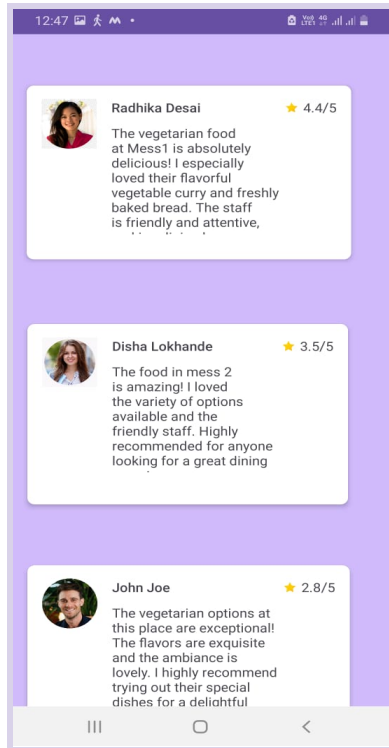 12:47
Vo)) 4G
LTE1
Radhika Desai
4.4/5
The vegetarian food
at Mess1 is absolutely
delicious! I especially
loved their flavorful
vegetable curry and freshly
baked bread. The staff
is friendly and attentive,
Disha Lokhande
3.5/5
The food in mess 2
is amazing! I loved
the variety of options
available and the
friendly staff. Highly
recommended for anyone
looking for a great dining
John Joe
2.8/5
The vegetarian options at
this place are exceptional!
The flavors are exquisite
and the ambiance is
lovely. I highly recommend
trying out their special
dishes for a delightful